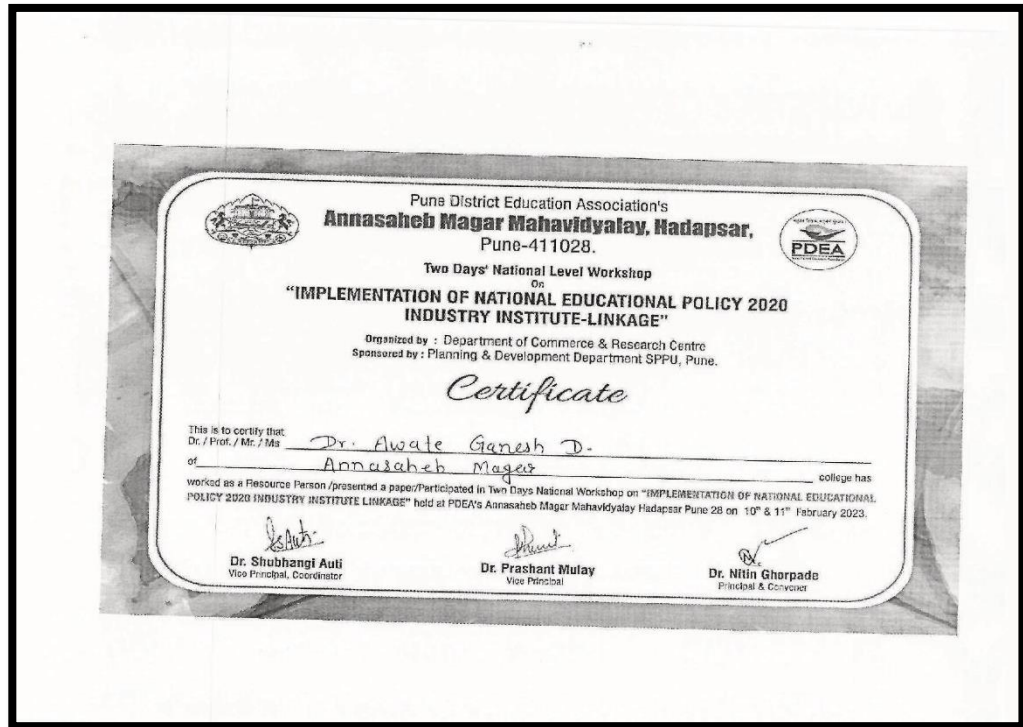 Pune District Education Association's
Annasaheb Magar Mahavidyalay, Hadapsar,
Pune-411028.
PDEA
Two Days' National Level Workshop
On
"IMPLEMENTATION OF NATIONAL EDUCATIONAL POLICY 2020
INDUSTRY INSTITUTE-LINKAGE"
Organized by : Department of Commerce & Research Centre
Sponsored by : Planning & Development Department SPPU, Pune.
Certificate
This is to certify that
Dr. / Prof. / Mr. / Ms Dr. Awate Ganesh D.
of Annasaheb Magar college has
worked as a Resource Person /presented a paper/Participated in Two Days National Workshop on "IMPLEMENTATION OF NATIONAL EDUCATIONAL
POLICY 2020 INDUSTRY INSTITUTE LINKAGE" held at PDEA's Annasaheb Magar Mahavidyalay Hadapsar Pune 28 on 10th & 11th February 2023.
Dr. Shubhangi Auti
Vice Principal, Coordinator
Dr. Prashant Mulay
Vice Principal
Dr. Nitin Ghorpade
Principal & Convener